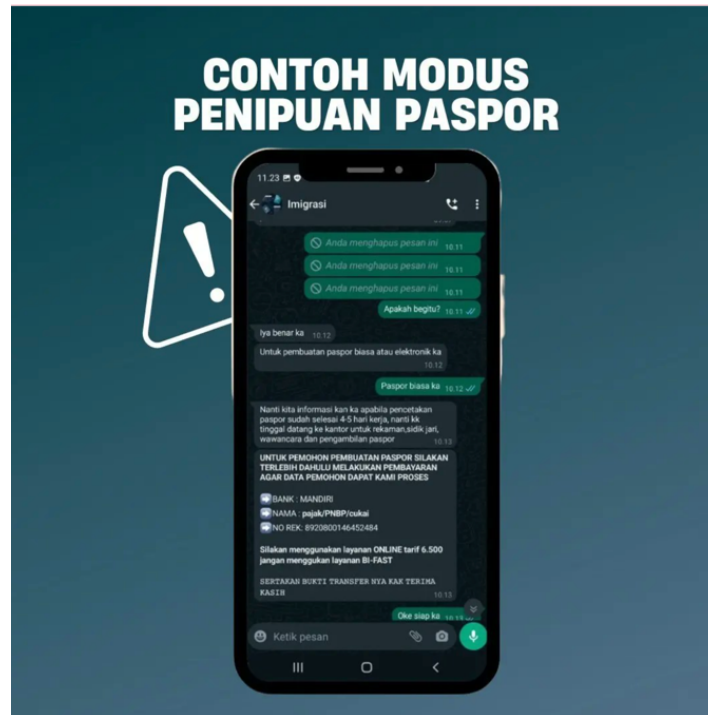 CONTOH MODUS
PENIPUAN PASPOR
11.23
Imigrasi
Anda menghapus pesan ini 10.11
Anda menghapus pesan ini 10.11
Anda menghapus pesan ini 10.11
Apakah begitu? 10.11
Iya benar ka 10.12
Untuk pembuatan paspor biasa atau elektronik ka
10.12
Paspor biasa ka 10.12
Nanti kita informasi kan ka apabila pencetakan
paspor sudah selesai 4-5 hari kerja, nanti kk
tinggal datang ke kantor untuk rekaman,sidik jari,
wawancara dan pengambilan paspor 10.13
UNTUK PEMOHON PEMBUATAN PASPOR SILAKAN
TERLEBIH DAHULU MELAKUKAN PEMBAYARAN
AGAR DATA PEMOHON DAPAT KAMI PROSES
BANK : MANDIRI
NAMA : pajak/PNBP/cukai
NO REK: 8920800146452484
Silakan menggunakan layanan ONLINE tarif 6.500
jangan menggukan layanan BI-FAST
SERTAKAN BUKTI TRANSFER NYA KAK TERIMA
KASIH 10.13
Oke siap ka
Ketik pesan